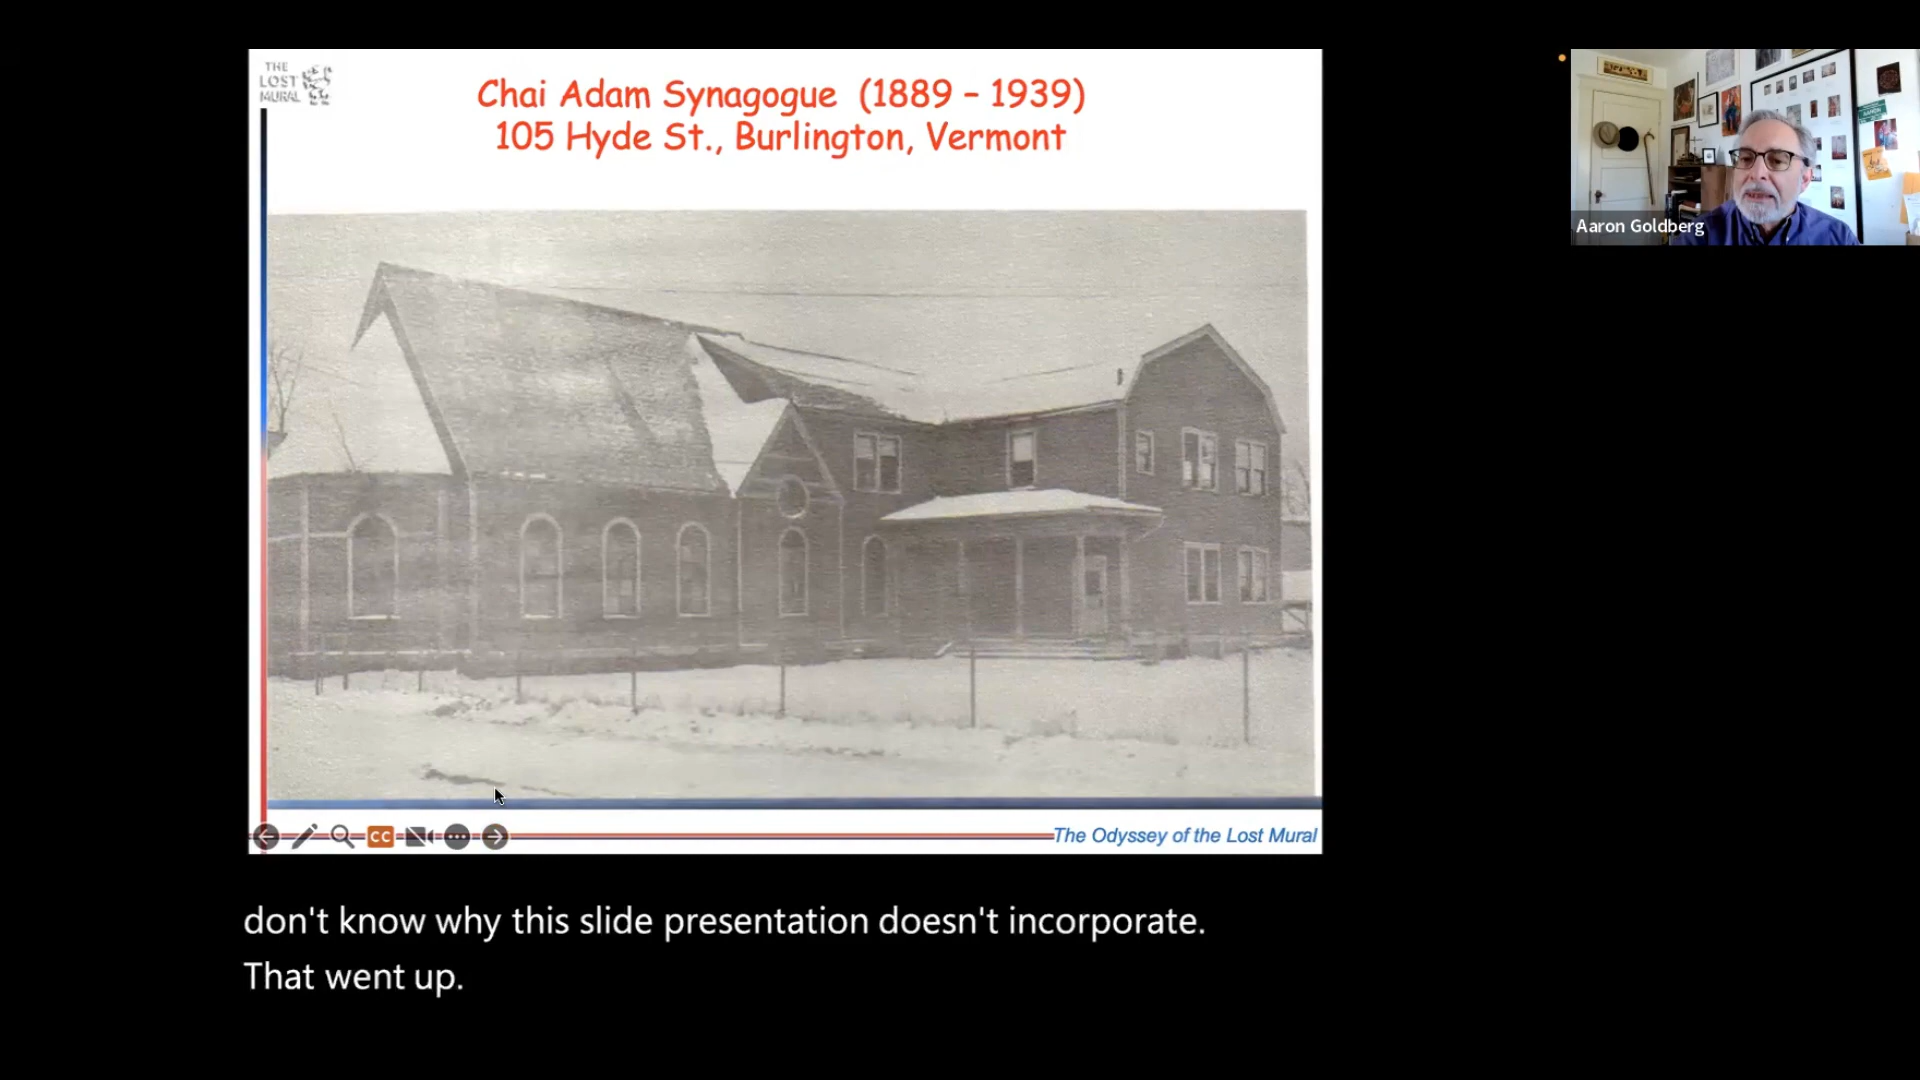 THE
LOST
MURAL
Chai Adam Synagogue (1889 – 1939)
105 Hyde St., Burlington, Vermont
Aaron Goldberg
CC
The Odyssey of the Lost Mural
don't know why this slide presentation doesn't incorporate.
That went up.